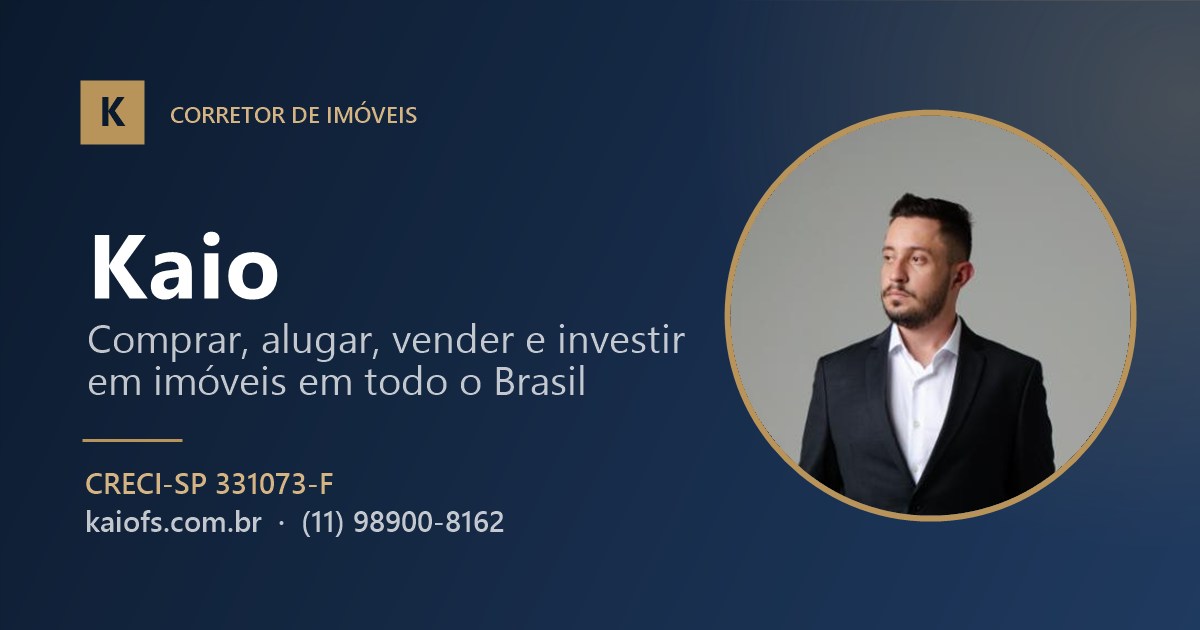 K
CORRETOR DE IMÓVEIS
Kaio
Comprar, alugar, vender e investir
em imóveis em todo o Brasil
CRECI-SP 331073-F
kaiofs.com.br · (11) 98900-8162